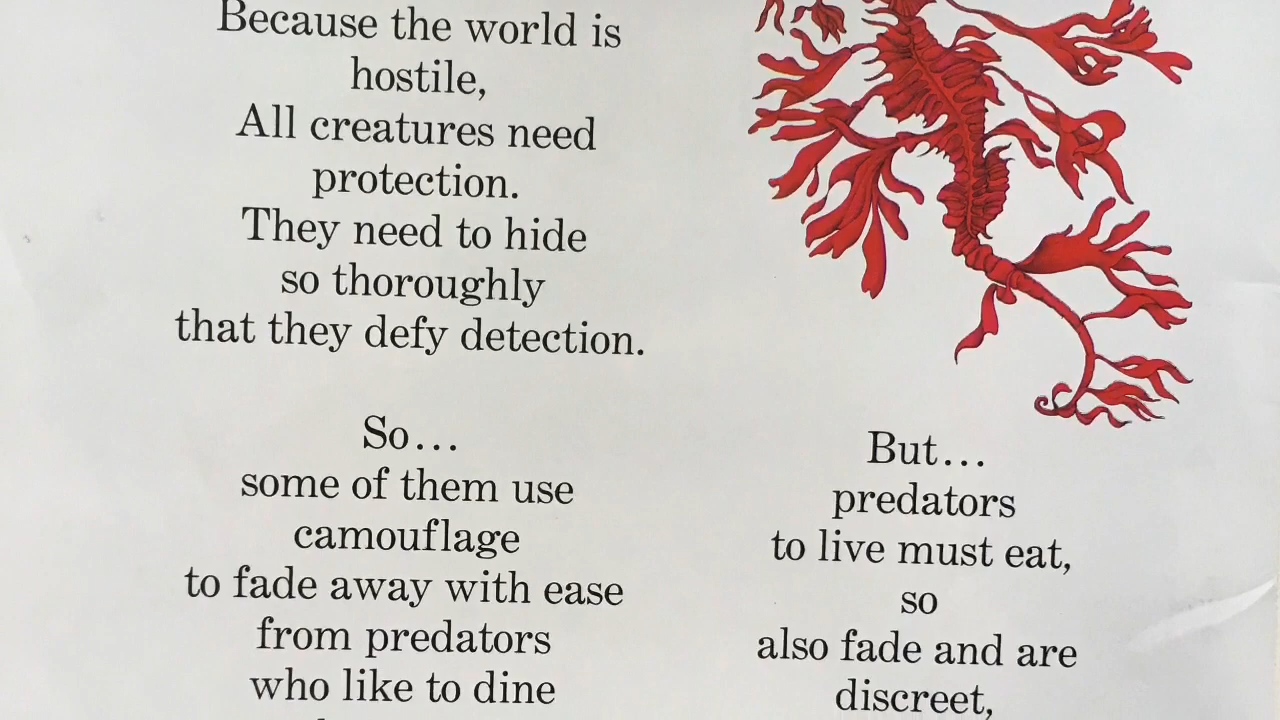 Because the world is
hostile,
All creatures need
protection.
They need to hide
so thoroughly
that they defy detection.
So...
some of them use
camouflage
to fade away with ease
from predators
who like to dine
But...
predators
to live must eat,
so
also fade and are
discreet,